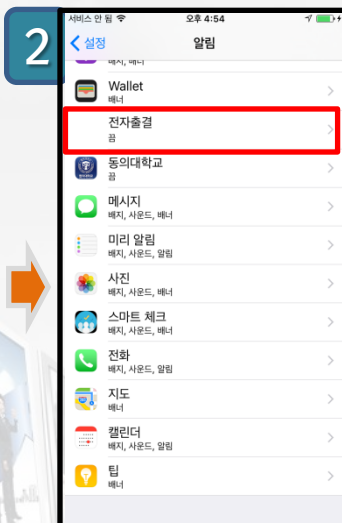 2
서비스 안 됨 오후 4:54
설정 알림
배지, 배너
Wallet
배너
전자출결
끔
동의대학교
끔
메시지
배지, 사운드, 배너
미리 알림
배지, 사운드, 알림
사진
배지, 사운드, 배너
스마트 체크
배지, 사운드, 배너
전화
배지, 사운드, 알림
지도
배너
캘린더
배지, 사운드, 알림
팁
배너